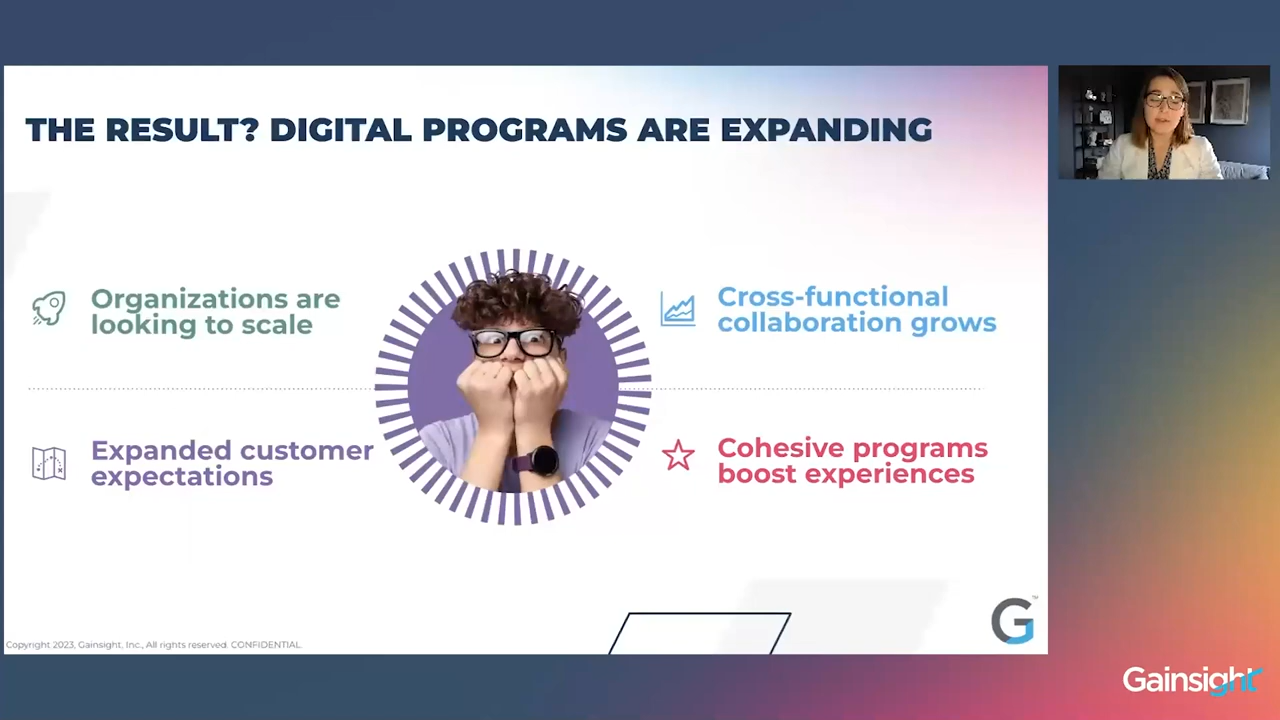 THE RESULT? DIGITAL PROGRAMS ARE EXPANDING
Organizations are
looking to scale
Cross-functional
collaboration grows
Expanded customer
expectations
Cohesive programs
boost experiences
G™
Copyright 2023, Gainsight, Inc., All rights reserved. CONFIDENTIAL.
Gainsight